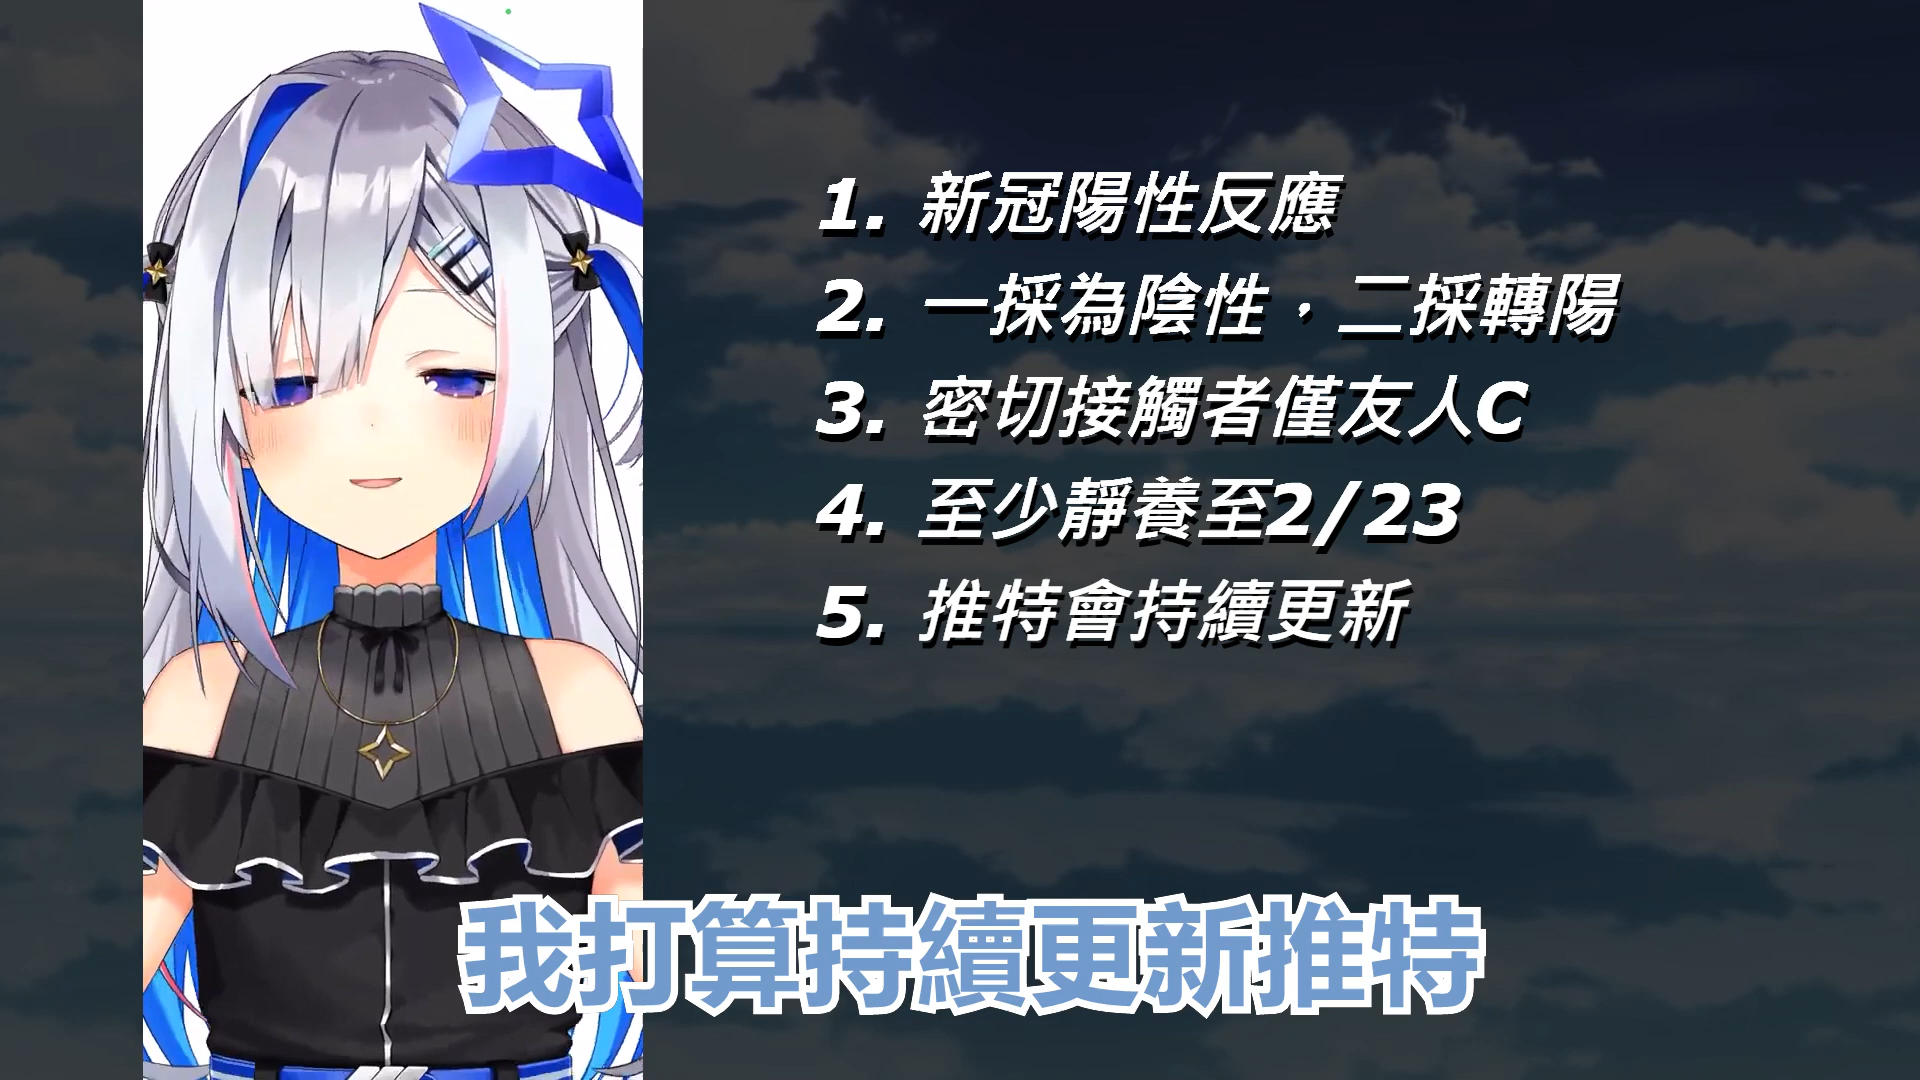 1. 新冠陽性反應
2. 一採為陰性，二採轉陽
3. 密切接觸者僅友人C
4. 至少靜養至2/23
5. 推特會持續更新
我打算持續更新推特